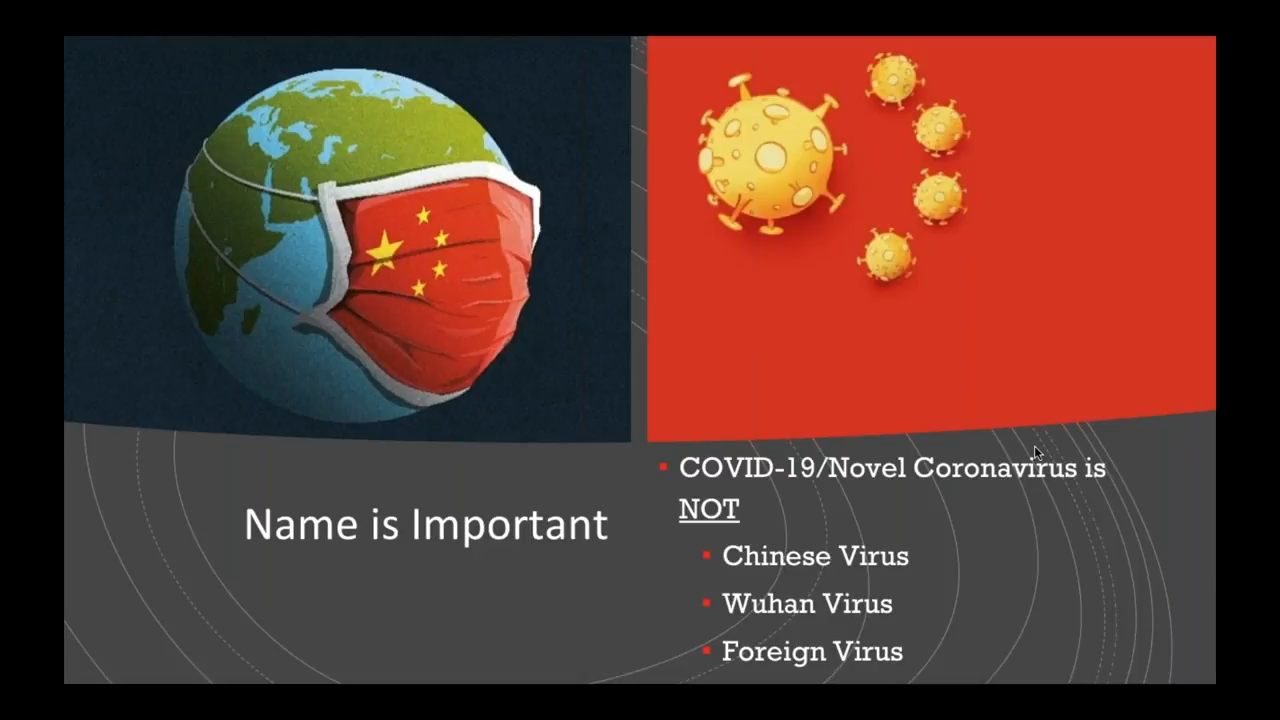 Name is Important
COVID-19/Novel Coronavirus is
NOT
Chinese Virus
Wuhan Virus
Foreign Virus